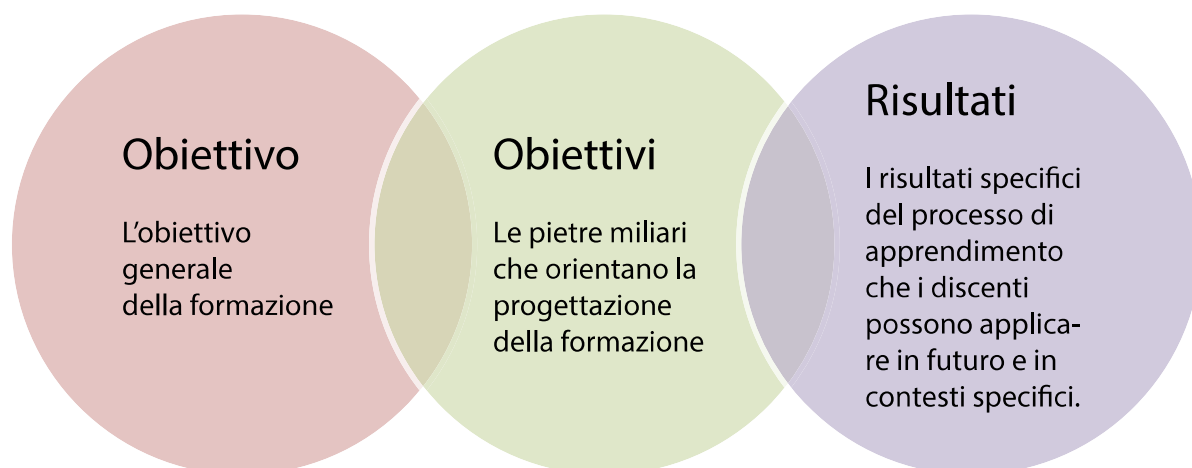 Obiettivo
L’obiettivo
generale
della formazione
Obiettivi
Le pietre miliari
che orientano la
progettazione
della formazione
Risultati
I risultati specifici
del processo di
apprendimento
che i discenti
possono applica-
re in futuro e in
contesti specifici.